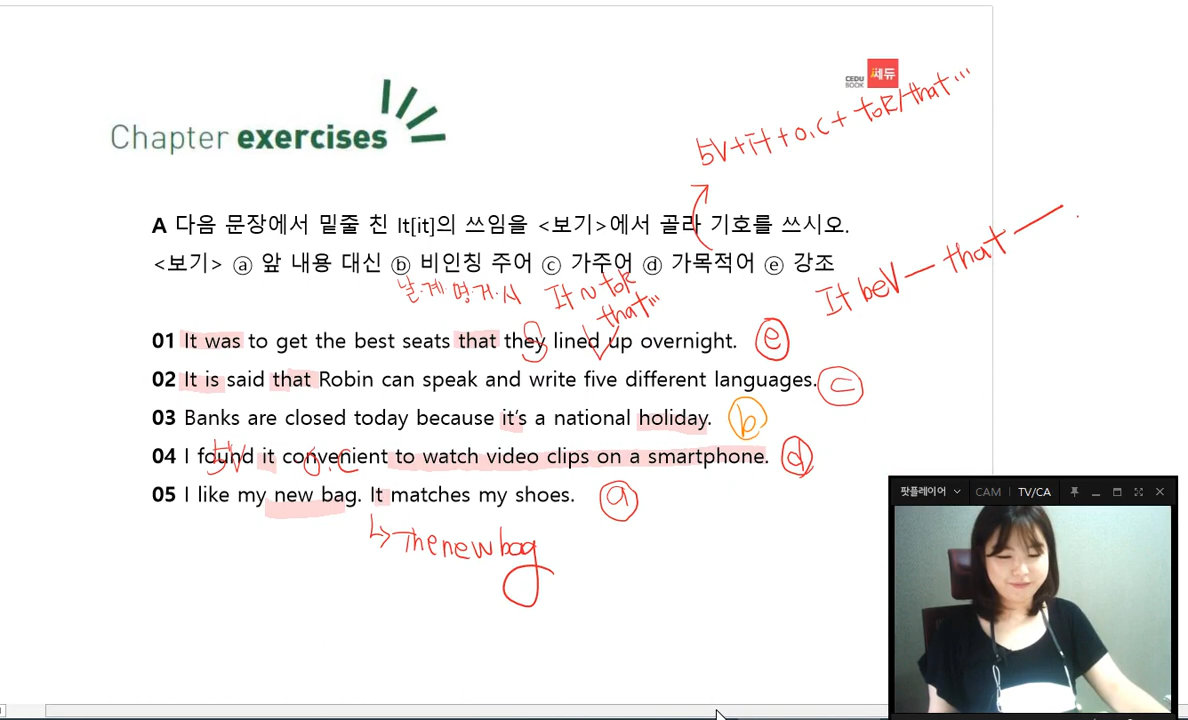 CEDU
BOOK
쎄듀
Chapter exercises
5V+it+O.C+ toR/that...
A 다음 문장에서 밑줄 친 It[it]의 쓰임을 <보기>에서 골라 기호를 쓰시오.
<보기> ⓐ 앞 내용 대신 ⓑ 비인칭 주어 ⓒ 가주어 ⓓ 가목적어 ⓔ 강조
날·계 명·거·시
It ~ toR
that...
It beV — that —
01 It was to get the best seats that they lined up overnight. ⓔ
S V
02 It is said that Robin can speak and write five different languages. ⓒ
03 Banks are closed today because it's a national holiday. ⓑ
04 I found it convenient to watch video clips on a smartphone. ⓓ
5V O.C
05 I like my new bag. It matches my shoes. ⓐ
↳ The new bag
팟플레이어 CAM TV/CA